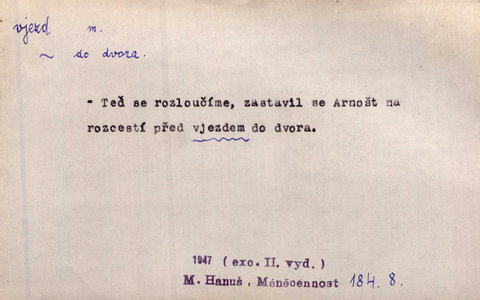 vjezd m.
~ do dvora.
- Teď se rozloučíme, zastavil se Arnošt na
rozcestí před vjezdem do dvora.
1947 ( exc. II. vyd. )
M. Hanuš, Méněcennost 184. 8.